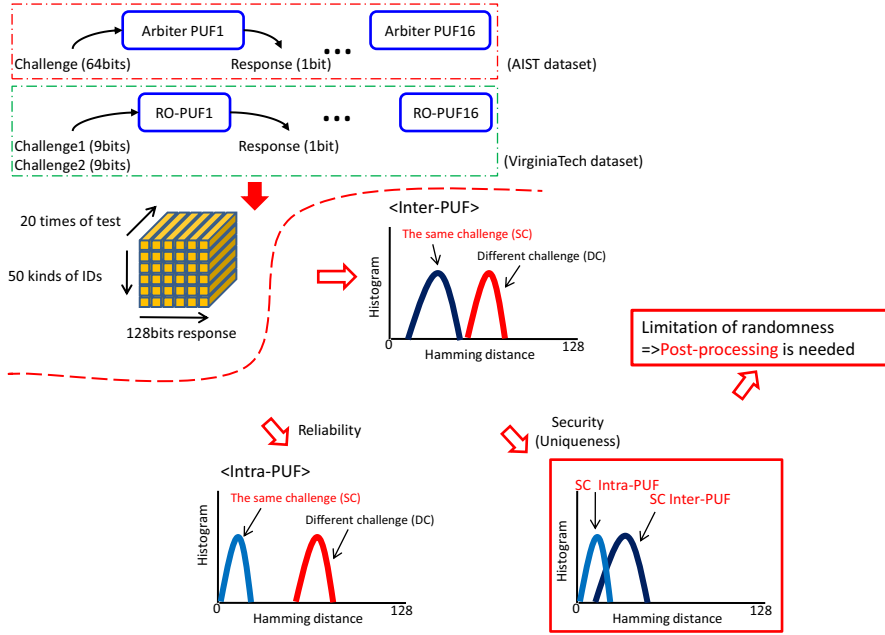 Arbiter PUF1
Arbiter PUF16
Challenge (64bits)
Response (1bit)
(AIST dataset)
RO-PUF1
RO-PUF16
Challenge1 (9bits)
Challenge2 (9bits)
Response (1bit)
(VirginiaTech dataset)
20 times of test
50 kinds of IDs
128bits response
<Inter-PUF>
The same challenge (SC)
Different challenge (DC)
Histogram
0
128
Hamming distance
Limitation of randomness
=>Post-processing is needed
Reliability
Security
(Uniqueness)
<Intra-PUF>
The same challenge (SC)
Different challenge (DC)
Histogram
0
128
Hamming distance
SC Intra-PUF
SC Inter-PUF
Histogram
0
128
Hamming distance